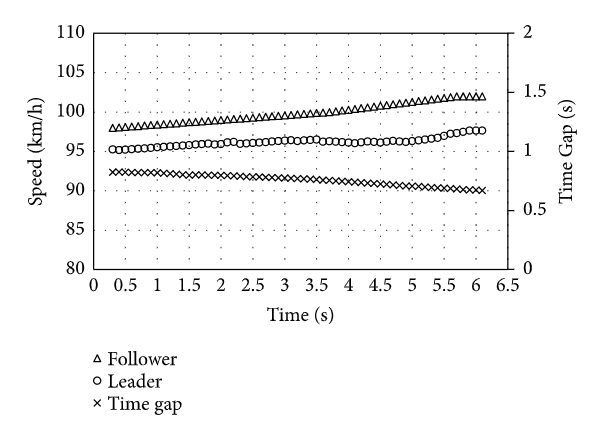 110
105
100
95
90
85
80
Speed (km/h)
2
1.5
1
0.5
0
Time Gap (s)
0 0.5 1 1.5 2 2.5 3 3.5 4 4.5 5 5.5 6 6.5
Time (s)
Follower
Leader
Time gap